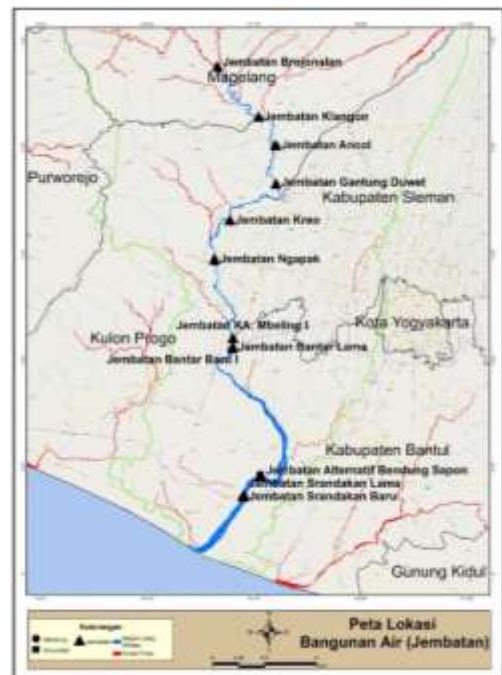 Jembatan Brojonalan
Magelang
Jembatan Klangon
Jembatan Ancol
Purworejo
Jembatan Gantung Duwet
Kabupaten Sleman
Jembatan Kreo
Jembatan Ngapak
Jembatan KA. Mbeling I
Kota Yogyakarta
Kulon Progo
Jembatan Bantar Lama
Jembatan Bantar Baru I
Kabupaten Bantul
Jembatan Alternatif Bendung Sapon
Jembatan Srandakan Lama
Jembatan Srandakan Baru
Gunung Kidul
Keterangan
Peta Lokasi
Bangunan Air (Jembatan)